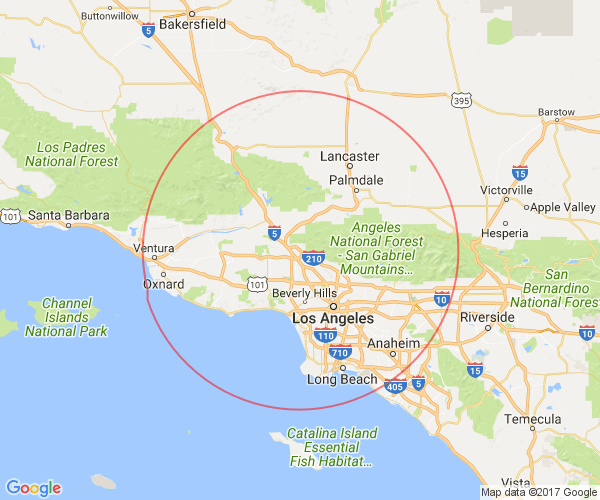 Buttonwillow
Bakersfield
5
395
Barstow
Los Padres
National Forest
Lancaster
Palmdale
15
Victorville
Apple Valley
Hesperia
101
Santa Barbara
5
Angeles
National Forest
- San Gabriel
Mountains...
Ventura
210
Oxnard
101
Beverly Hills
10
San
Bernardino
National Fores
Channel
Islands
National Park
Los Angeles
110
Riverside
10
710
Anaheim
Long Beach
405
5
15
Catalina Island
Essential
Fish Habitat...
Temecula
Vista
Google
Map data ©2017 Google